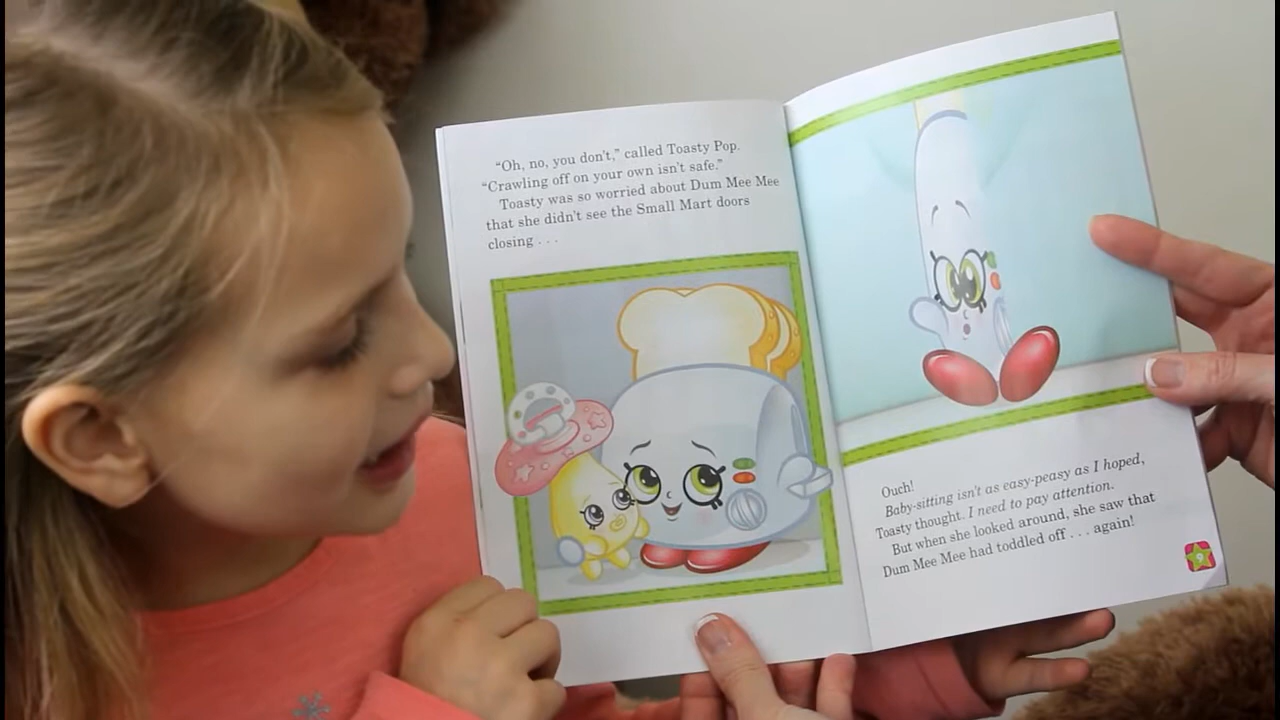 “Oh, no, you don’t,” called Toasty Pop.
“Crawling off on your own isn’t safe.”
Toasty was so worried about Dum Mee Mee
that she didn’t see the Small Mart doors
closing . . .
Ouch!
Baby-sitting isn’t as easy-peasy as I hoped,
Toasty thought. I need to pay attention.
But when she looked around, she saw that
Dum Mee Mee had toddled off . . . again!
9